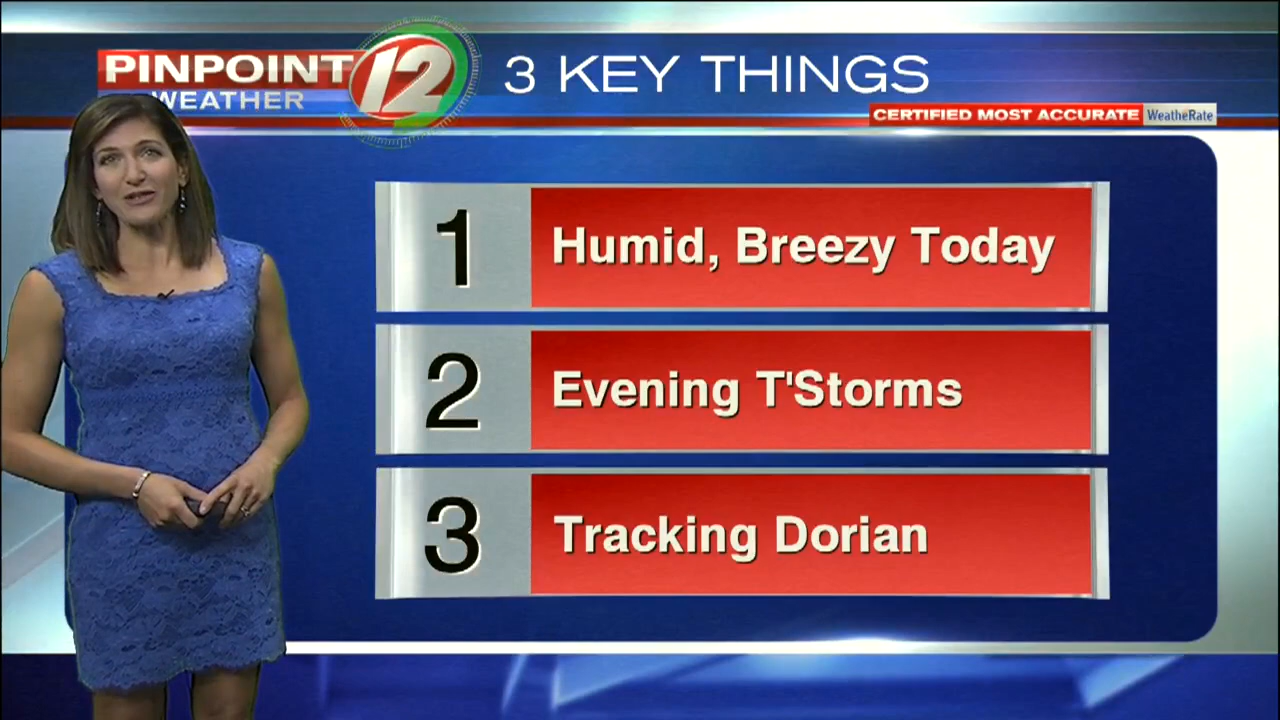 PINPOINT 12
WEATHER
3 KEY THINGS
CERTIFIED MOST ACCURATE WeatheRate
1 Humid, Breezy Today
2 Evening T'Storms
3 Tracking Dorian